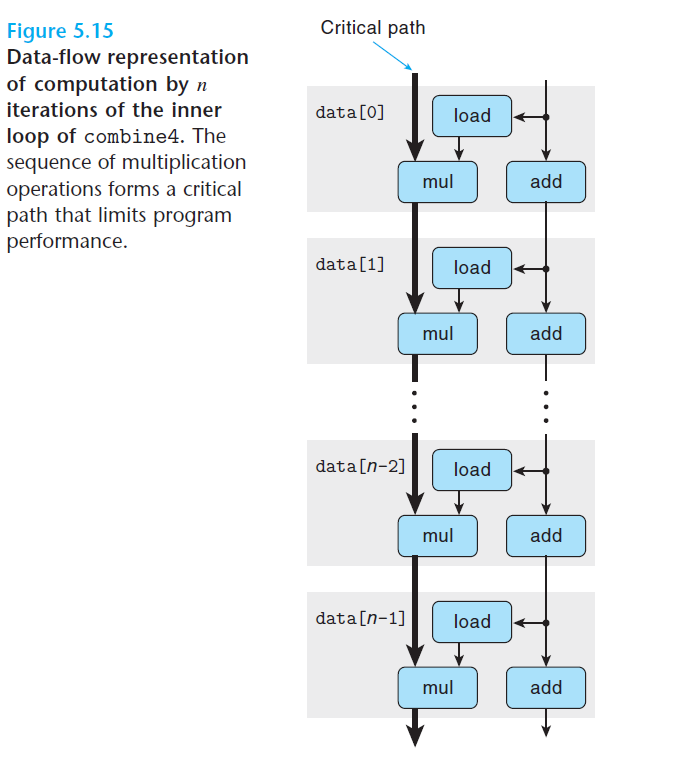 Figure 5.15
Data-flow representation
of computation by n
iterations of the inner
loop of combine4. The
sequence of multiplication
operations forms a critical
path that limits program
performance.
Critical path
data[0]
load
mul
add
data[1]
load
mul
add
data[n-2]
load
mul
add
data[n-1]
load
mul
add